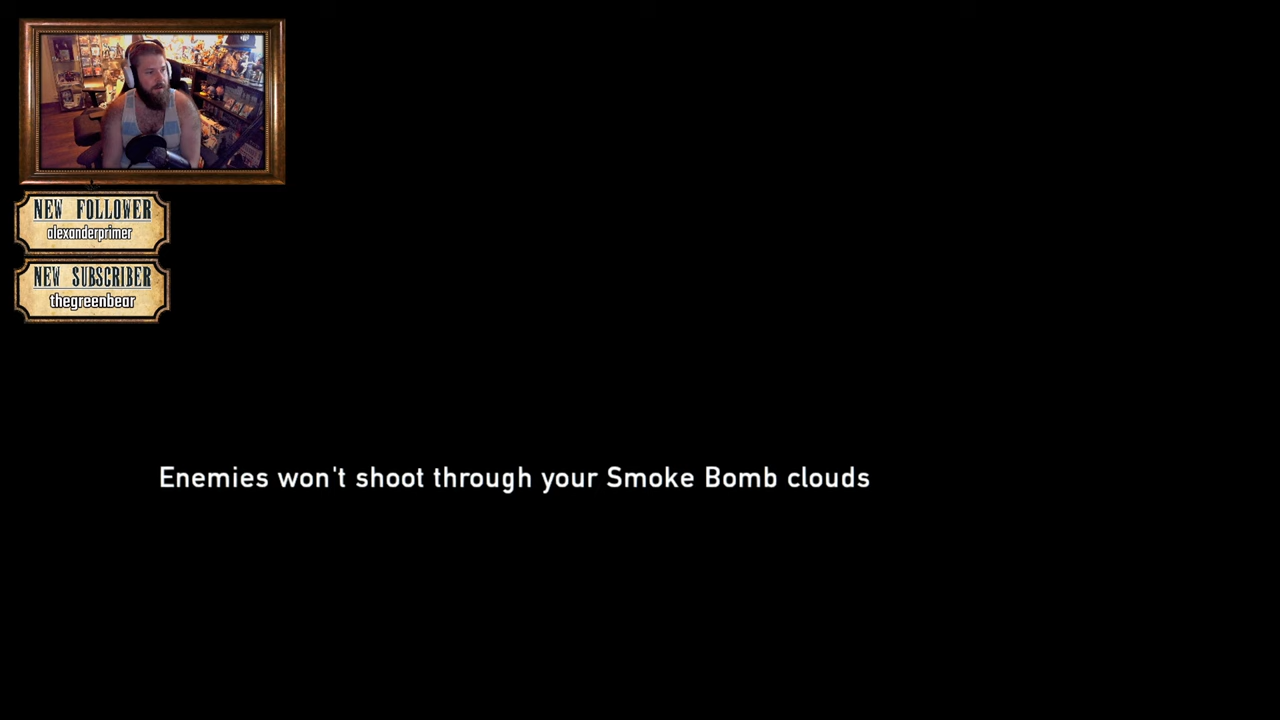 NEW FOLLOWER
alexanderprimer
NEW SUBSCRIBER
thegreenbear
Enemies won't shoot through your Smoke Bomb clouds